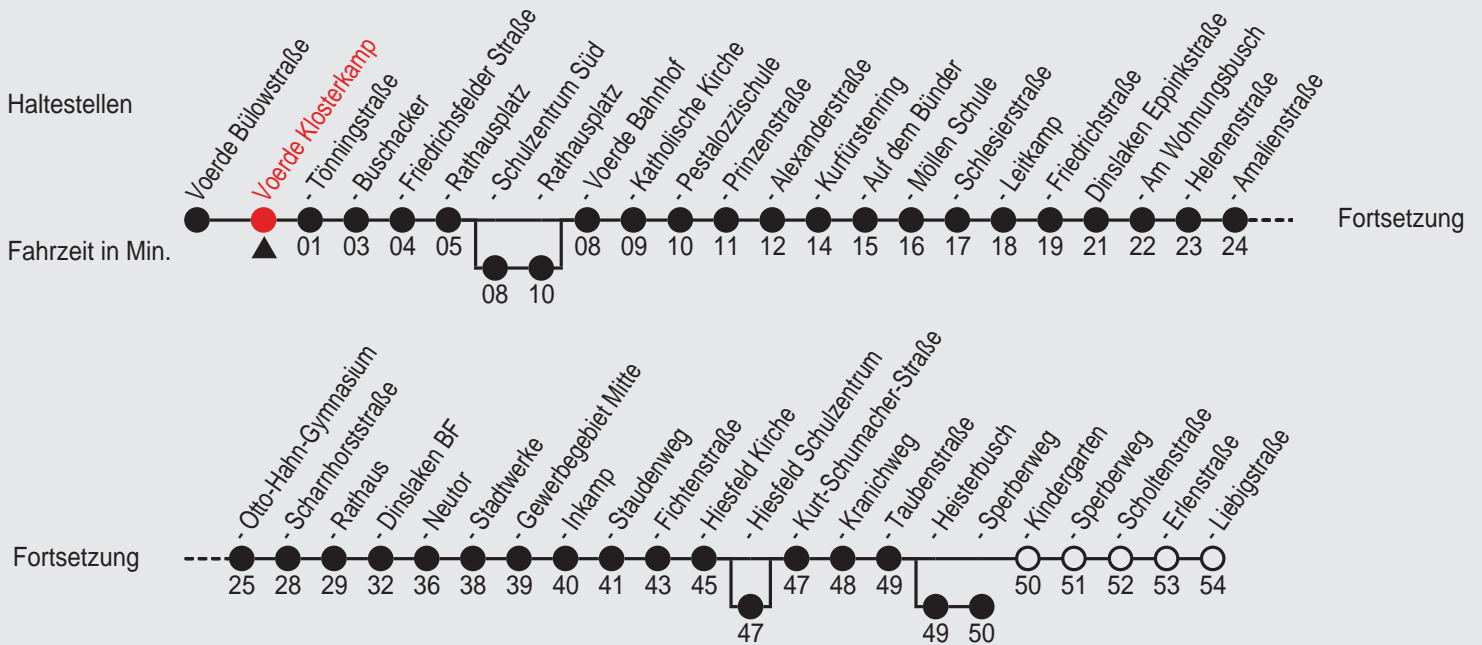 Haltestellen
Voerde Bülowstraße
Voerde Klosterkamp
- Tönningstraße
- Buschacker
- Friedrichsfelder Straße
- Rathausplatz
- Schulzentrum Süd
- Rathausplatz
- Voerde Bahnhof
- Katholische Kirche
- Pestalozzischule
- Prinzenstraße
- Alexanderstraße
- Kurfürstenring
- Auf dem Bünder
- Möllen Schule
- Schlesierstraße
- Leitkamp
- Friedrichstraße
Dinslaken Eppinkstraße
- Am Wohnungsbusch
- Helenenstraße
- Amalienstraße
Fortsetzung
Fahrzeit in Min.
01 03 04 05 08 09 10 11 12 14 15 16 17 18 19 21 22 23 24
08 10
- Otto-Hahn-Gymnasium
- Scharnhorststraße
- Rathaus
- Dinslaken BF
- Neutor
- Stadtwerke
- Gewerbegebiet Mitte
- Inkamp
- Staudenweg
- Fichtenstraße
- Hiesfeld Kirche
- Hiesfeld Schulzentrum
- Kurt-Schumacher-Straße
- Kranichweg
- Taubenstraße
- Heisterbusch
- Sperberweg
- Kindergarten
- Sperberweg
- Scholtenstraße
- Erlenstraße
- Liebigstraße
Fortsetzung
25 28 29 32 36 38 39 40 41 43 45 47 48 49 50 51 52 53 54
47 49 50